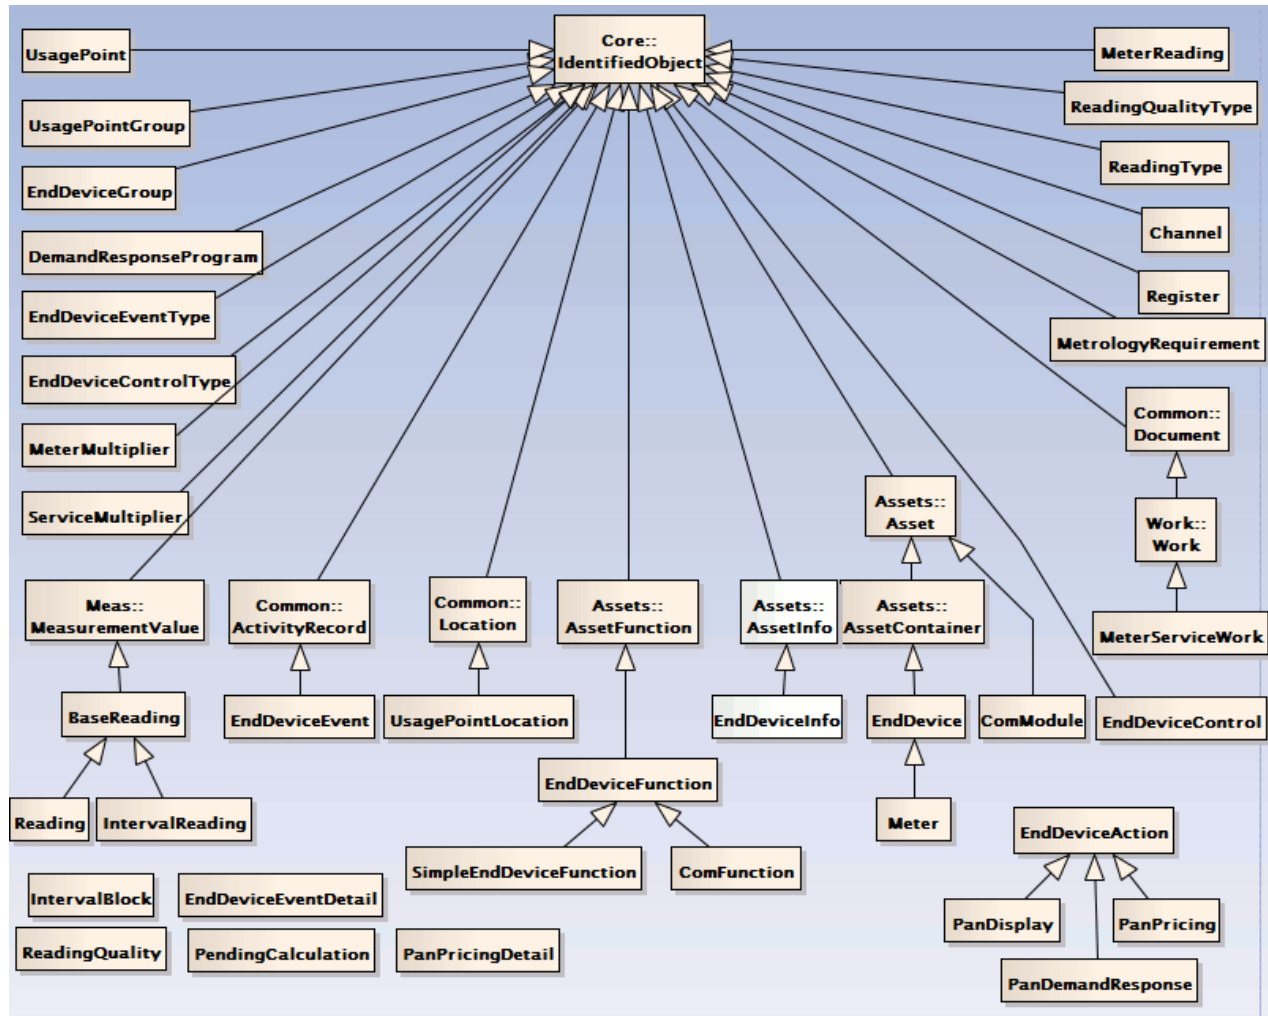 Core::
IdentifiedObject
UsagePoint
MeterReading
ReadingQualityType
UsagePointGroup
ReadingType
EndDeviceGroup
Channel
DemandResponseProgram
Register
EndDeviceEventType
MetrologyRequirement
EndDeviceControlType
Common::
Document
MeterMultiplier
Assets::
Asset
ServiceMultiplier
Work::
Work
Meas::
MeasurementValue
Common::
ActivityRecord
Common::
Location
Assets::
AssetFunction
Assets::
AssetInfo
Assets::
AssetContainer
MeterServiceWork
BaseReading
EndDeviceEvent
UsagePointLocation
EndDeviceInfo
EndDevice
ComModule
EndDeviceControl
EndDeviceFunction
Reading
IntervalReading
Meter
EndDeviceAction
SimpleEndDeviceFunction
ComFunction
IntervalBlock
EndDeviceEventDetail
PanDisplay
PanPricing
ReadingQuality
PendingCalculation
PanPricingDetail
PanDemandResponse